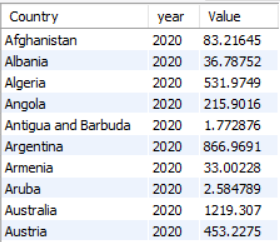 Country year Value
Afghanistan 2020 83.21645
Albania 2020 36.78752
Algeria 2020 531.9749
Angola 2020 215.9016
Antigua and Barbuda 2020 1.772876
Argentina 2020 866.9691
Armenia 2020 33.00228
Aruba 2020 2.584789
Australia 2020 1219.307
Austria 2020 453.2275